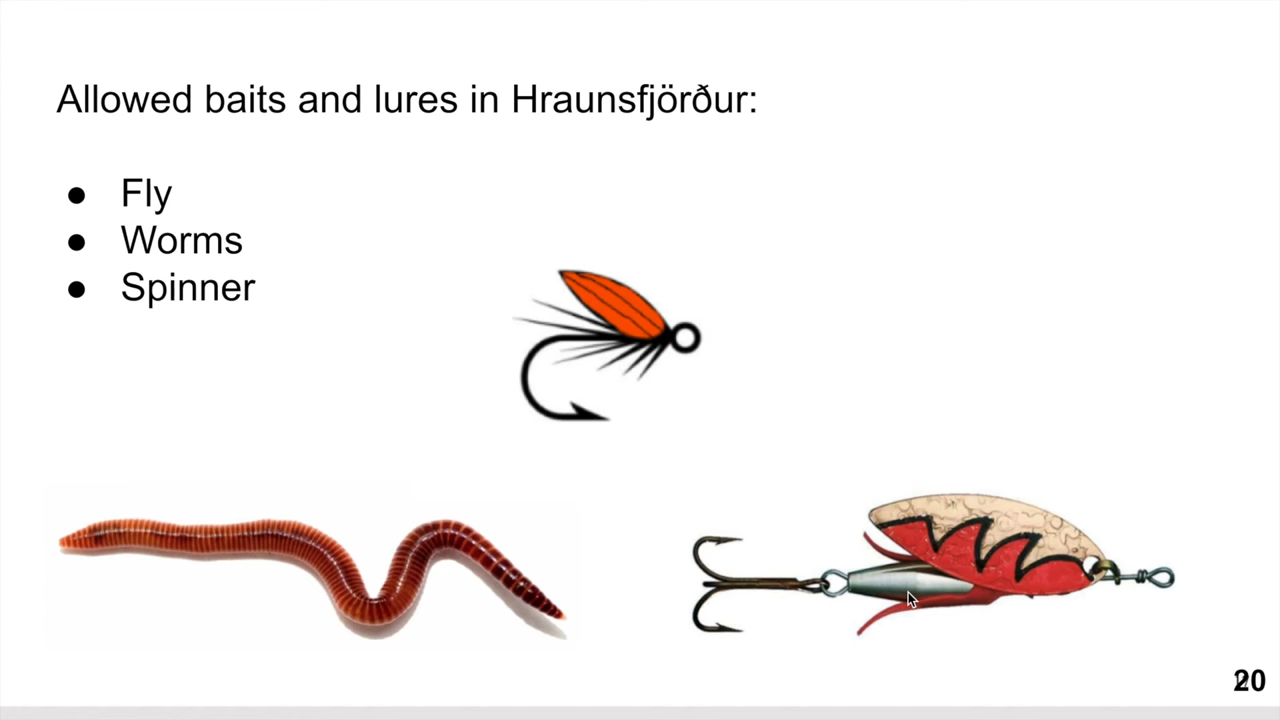 Allowed baits and lures in Hraunsfjörður:
● Fly
● Worms
● Spinner
20